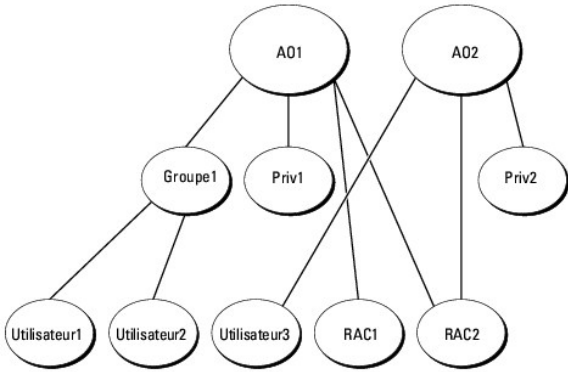 AO1
AO2
Groupe1
Priv1
Priv2
Utilisateur1
Utilisateur2
Utilisateur3
RAC1
RAC2